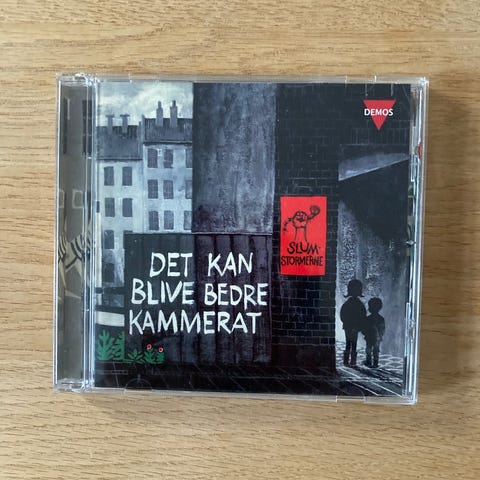 DEMOS
SLUM-
STORMERNE
DET KAN
BLIVE BEDRE
KAMMERAT